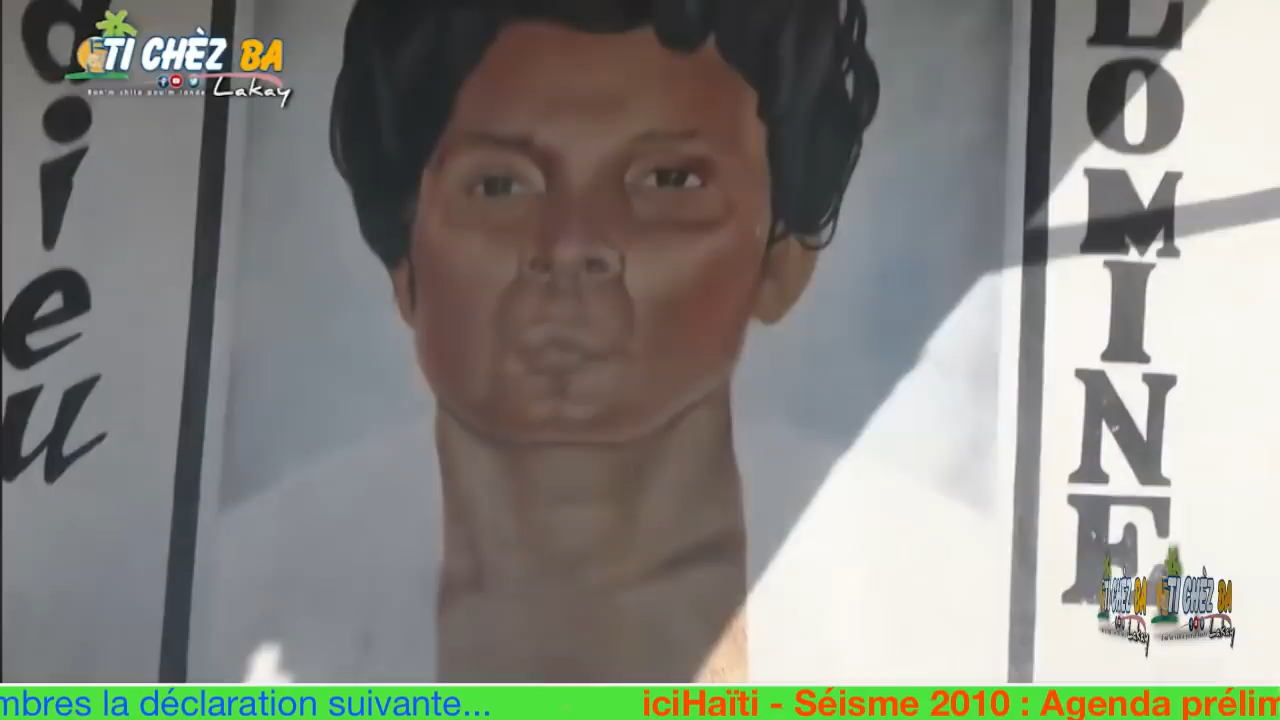 dieu
TI CHÈZ BA
Lakay
LOMINE
TI CHÈZ BA
Lakay
TI CHÈZ BA
Lakay
mbres la déclaration suivante...
iciHaïti - Séisme 2010 : Agenda prélim